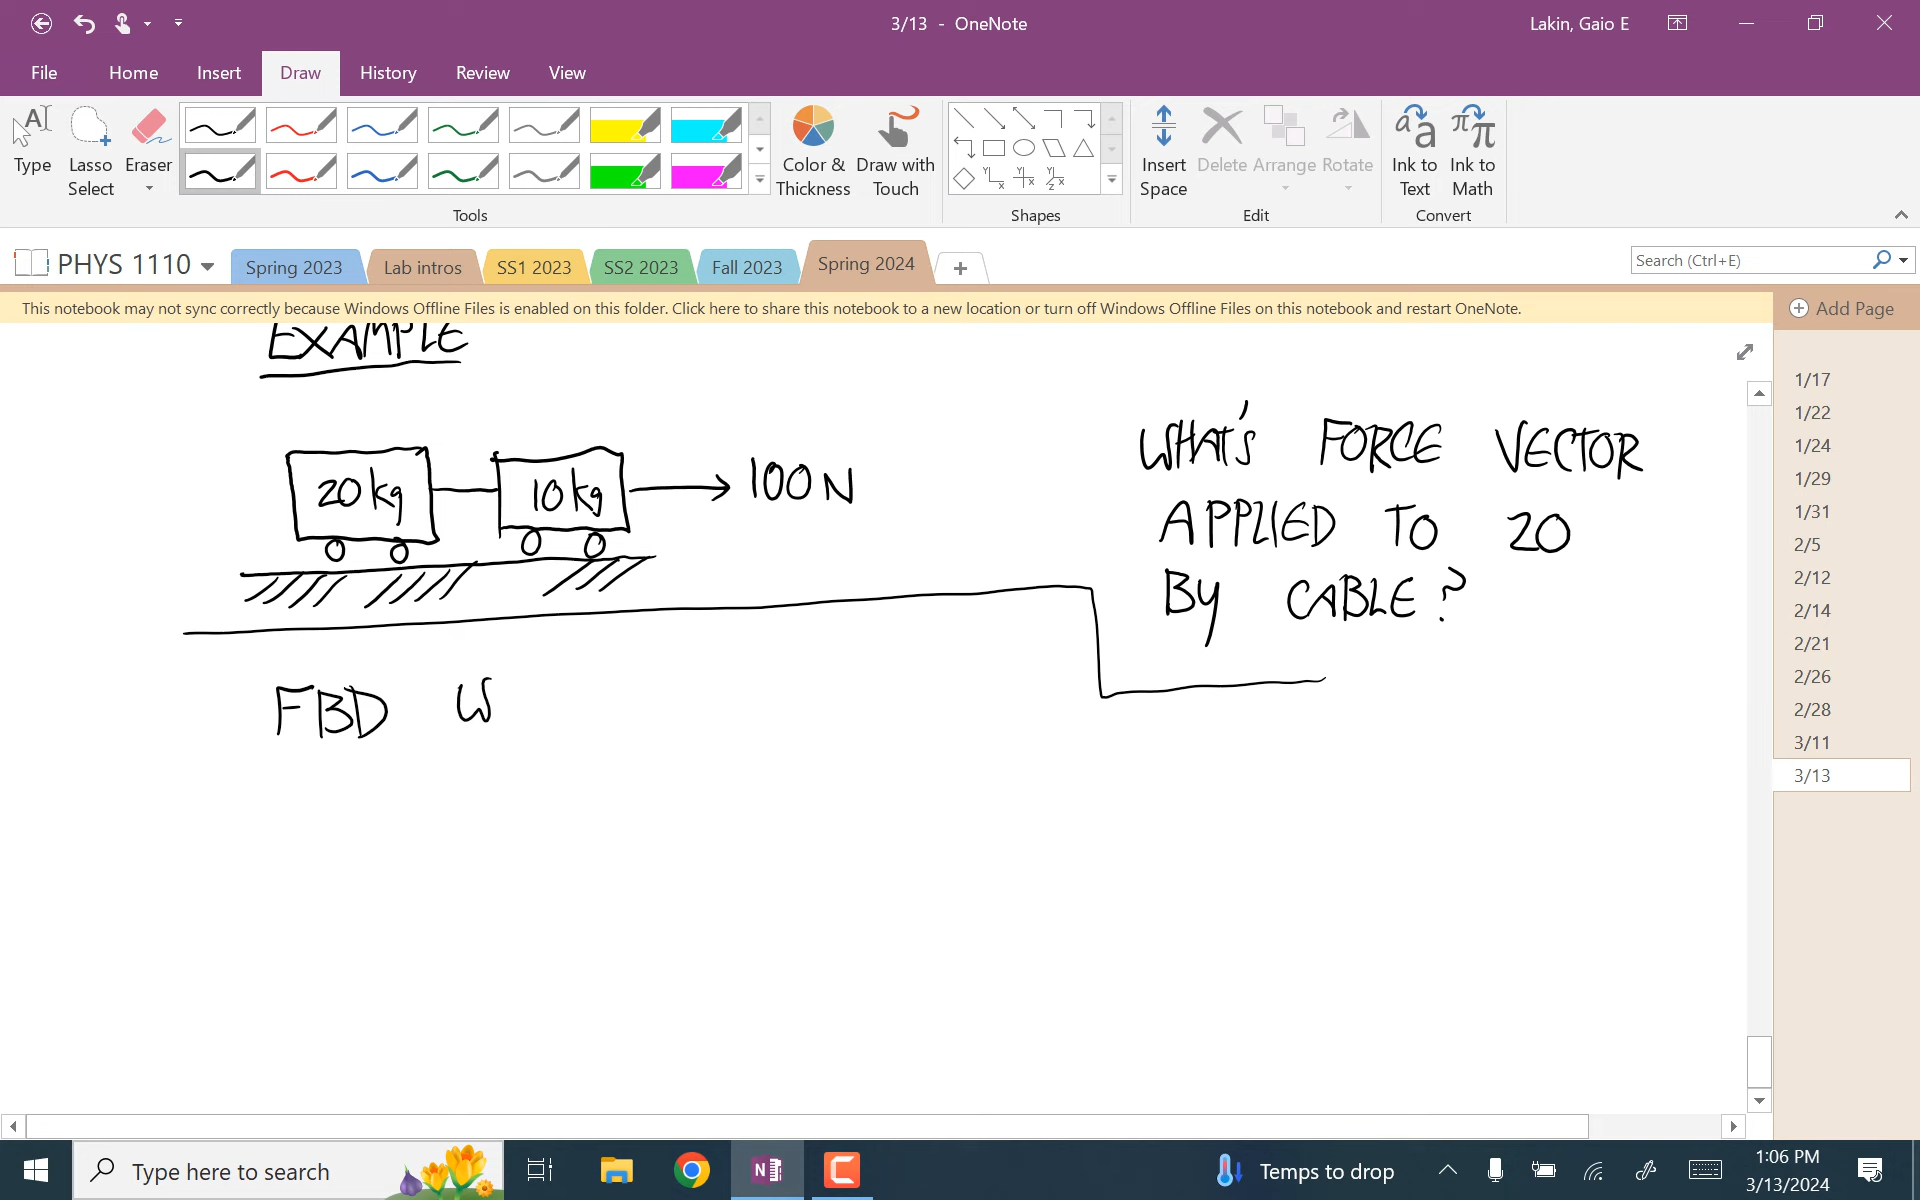 3/13 - OneNote
Lakin, Gaio E
File Home Insert Draw History Review View
Type
Lasso Select
Eraser
Color & Thickness
Draw with Touch
Insert Space
Delete
Arrange
Rotate
Ink to Text
Ink to Math
Tools
Shapes
Edit
Convert
PHYS 1110
Spring 2023
Lab intros
SS1 2023
SS2 2023
Fall 2023
Spring 2024
Search (Ctrl+E)
This notebook may not sync correctly because Windows Offline Files is enabled on this folder. Click here to share this notebook to a new location or turn off Windows Offline Files on this notebook and restart OneNote.
Add Page
EXAMPLE
20 kg 10 kg 100 N
WHAT'S FORCE VECTOR
APPLIED TO 20
BY CABLE?
FBD W
1/17
1/22
1/24
1/29
1/31
2/5
2/12
2/14
2/21
2/26
2/28
3/11
3/13
Type here to search
Temps to drop
1:06 PM
3/13/2024